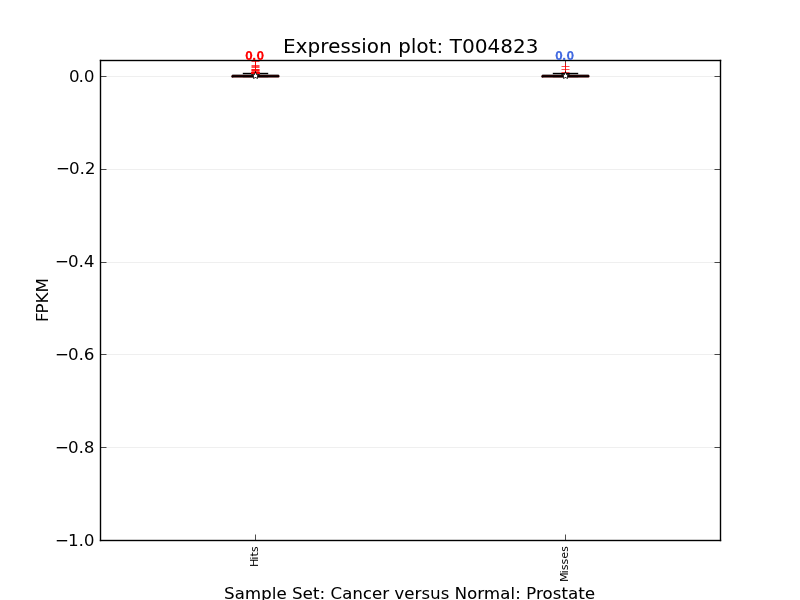 Expression plot: T004823
0.0 0.0
0.0
−0.2
−0.4
−0.6
−0.8
−1.0
FPKM
Hits Misses
Sample Set: Cancer versus Normal: Prostate